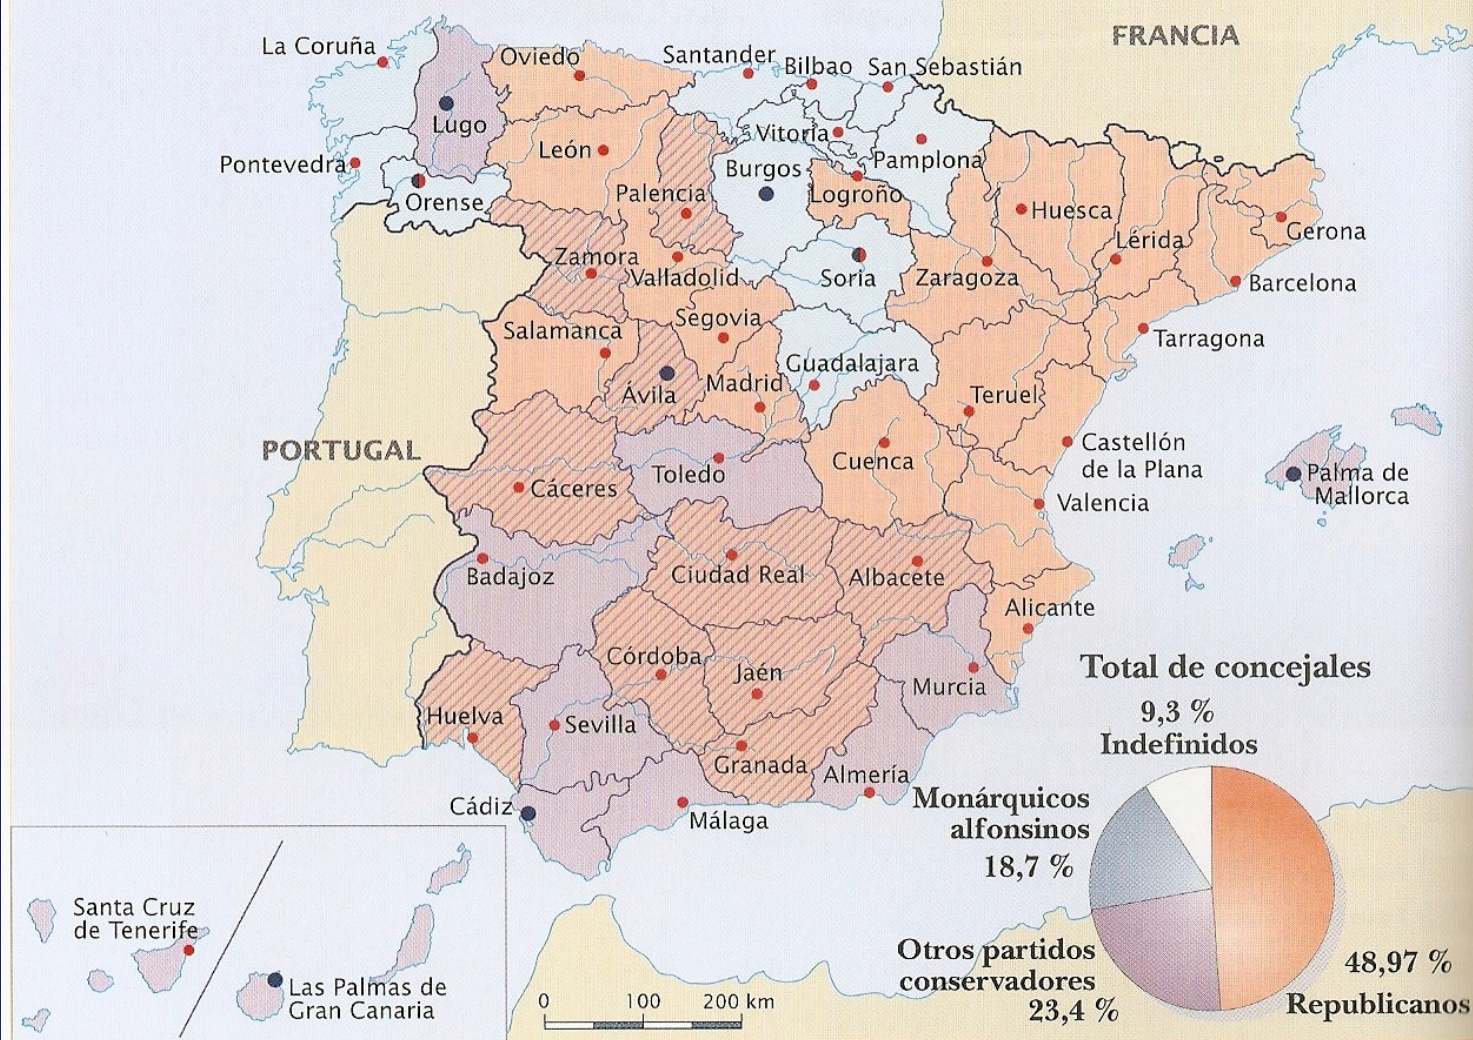 FRANCIA
La Coruña
Oviedo
Santander
Bilbao
San Sebastián
Lugo
Vitoria
León
Pamplona
Pontevedra
Burgos
Palencia
Logroño
Orense
Huesca
Gerona
Lérida
Zamora
Valladolid
Soria
Zaragoza
Barcelona
Segovia
Salamanca
Tarragona
Guadalajara
Ávila
Madrid
Teruel
PORTUGAL
Castellón
de la Plana
Cuenca
Toledo
Palma de
Mallorca
Cáceres
Valencia
Badajoz
Ciudad Real
Albacete
Alicante
Córdoba
Jaén
Murcia
Huelva
Sevilla
Granada
Almería
Cádiz
Málaga
Santa Cruz
de Tenerife
Las Palmas de
Gran Canaria
0 100 200 km
Total de concejales
9,3 %
Indefinidos
Monárquicos
alfonsinos
18,7 %
Otros partidos
conservadores
23,4 %
48,97 %
Republicanos